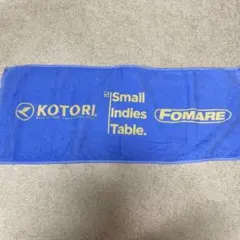 KOTORI
Small
Indies
Table.
FOMARE